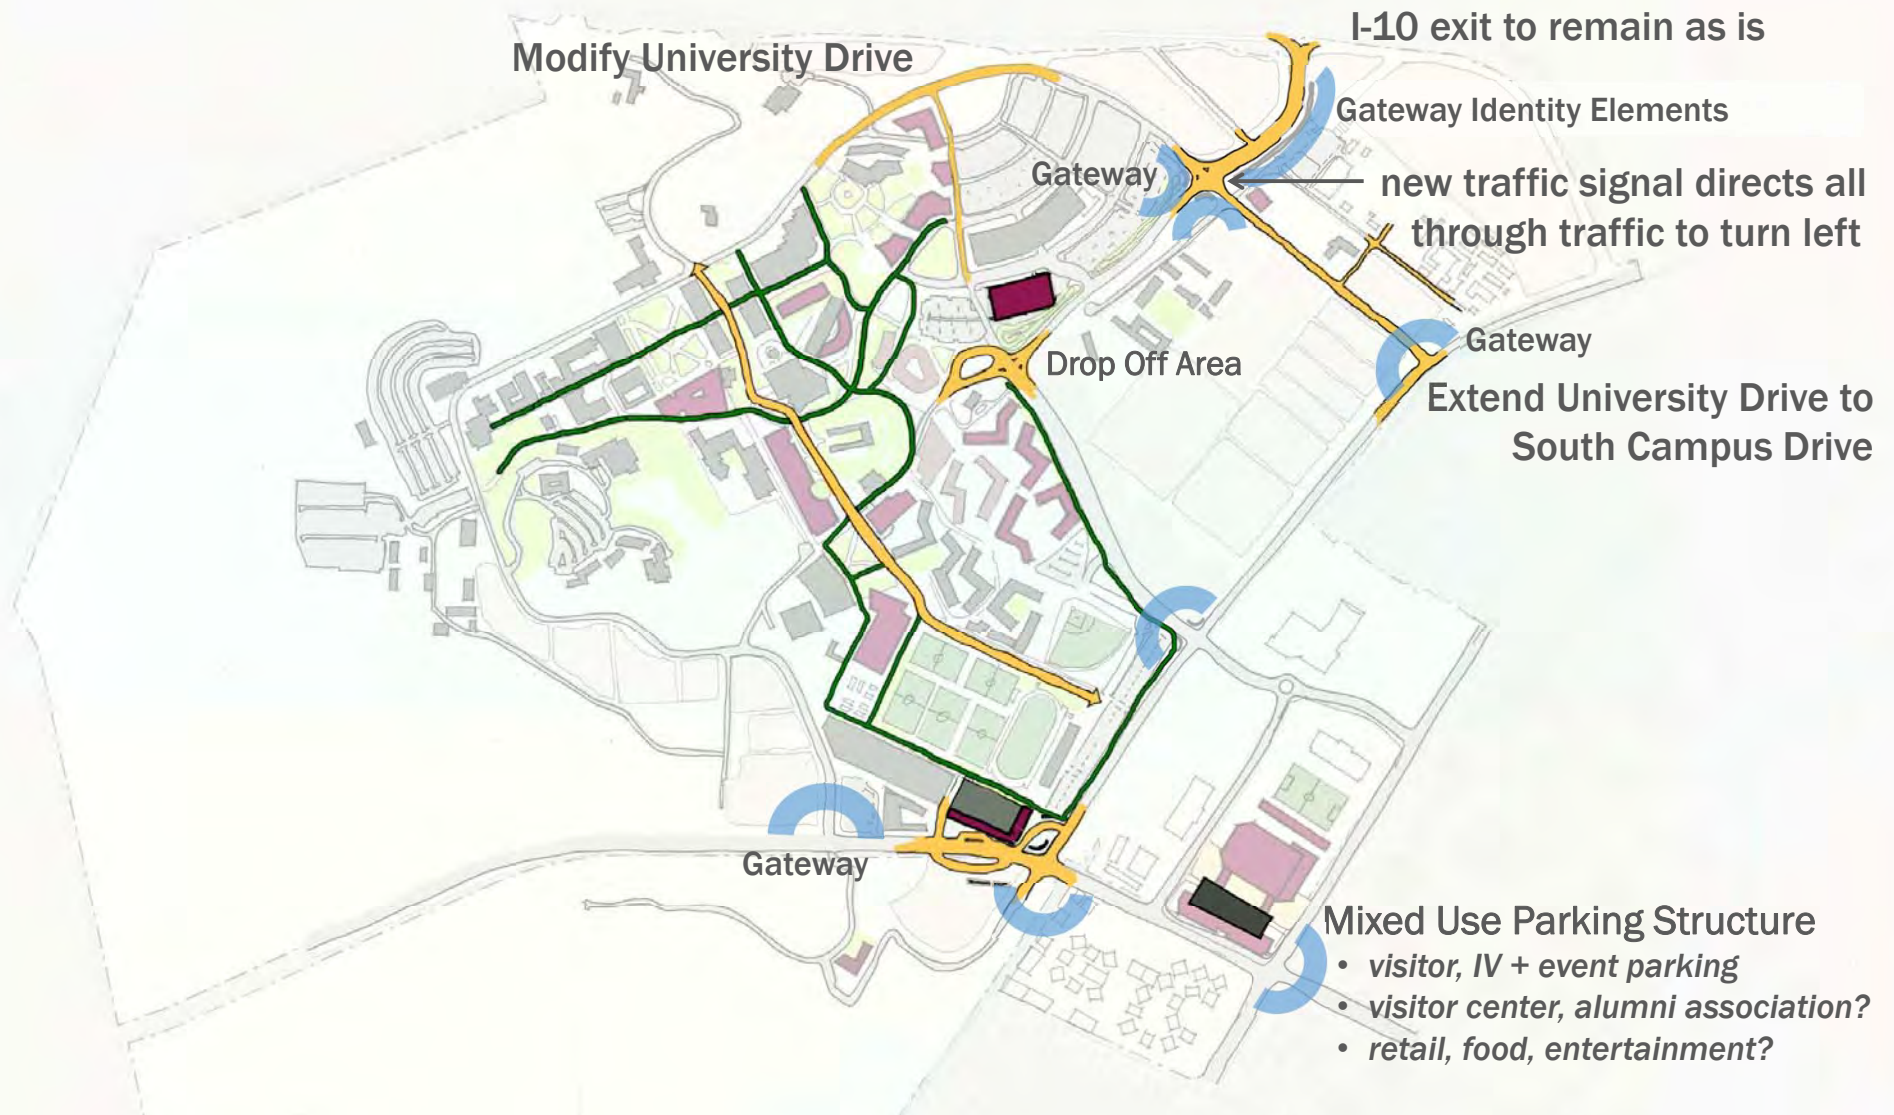 I-10 exit to remain as is
Modify University Drive
Gateway Identity Elements
Gateway
new traffic signal directs all
through traffic to turn left
Gateway
Drop Off Area
Extend University Drive to
South Campus Drive
Gateway
Mixed Use Parking Structure
• visitor, IV + event parking
• visitor center, alumni association?
• retail, food, entertainment?